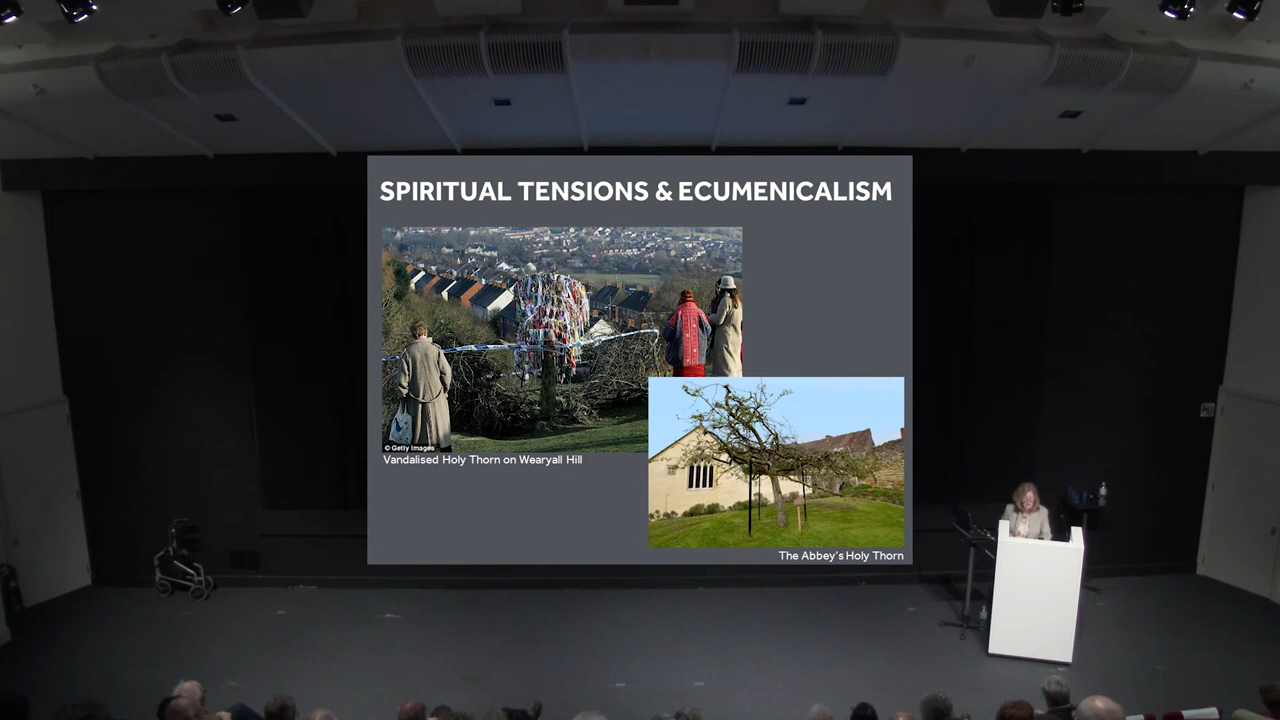 SPIRITUAL TENSIONS & ECUMENICALISM
© Getty Images
Vandalised Holy Thorn on Wearyall Hill
The Abbey's Holy Thorn